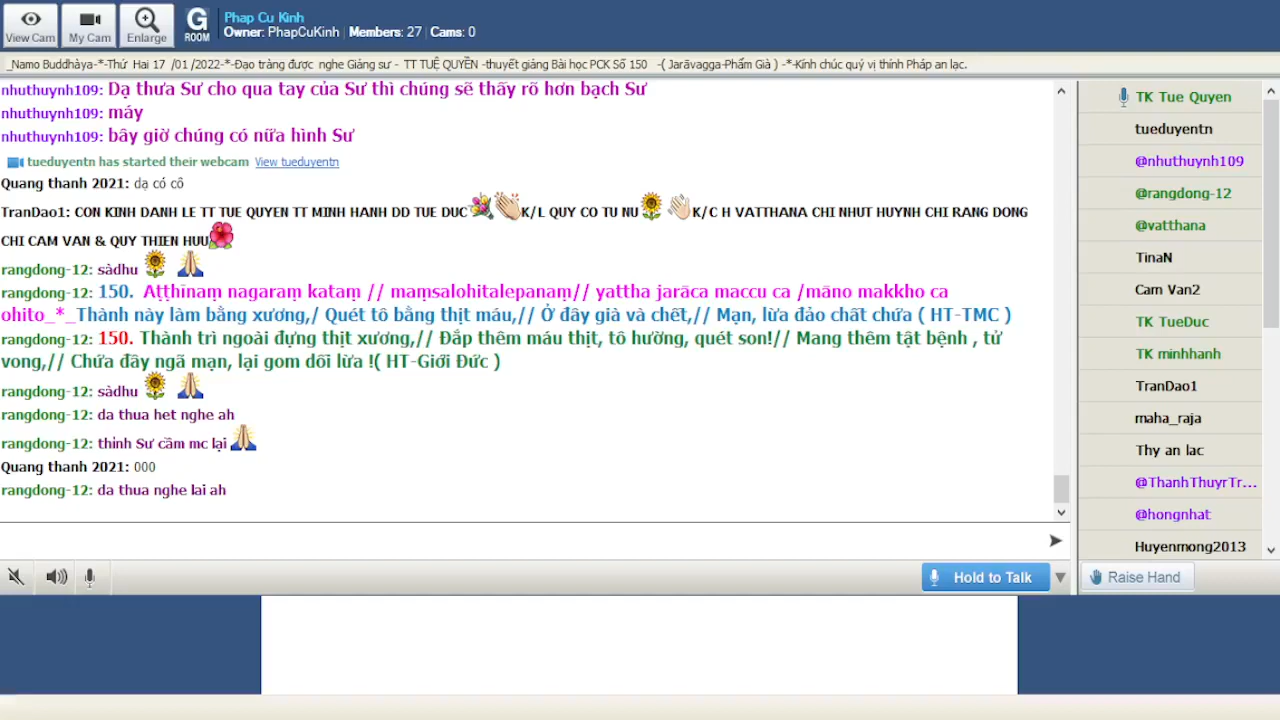 View Cam
My Cam
Enlarge
G
ROOM
Phap Cu Kinh
Owner: PhapCuKinh | Members: 27 | Cams: 0
_Namo Buddhàya-*-Thứ Hai 17 /01 /2022-*-Đạo tràng được nghe Giảng sư - TT TUỆ QUYỀN -thuyết giảng Bài học PCK Số 150 -( Jarāvagga-Phẩm Già ) -*-Kính chúc quý vị thính Pháp an lạc.
nhuthuynh109: Dạ thưa Sư cho qua tay của Sư thì chúng sẽ thấy rõ hơn bạch Sư
nhuthuynh109: máy
nhuthuynh109: bây giờ chúng có nữa hình Sư
tueduyentn has started their webcam View tueduyentn
Quang thanh 2021: dạ có cô
TranDao1: CON KINH DANH LE TT TUE QUYEN TT MINH HANH DD TUE DUC K/L QUY CO TU NU K/C H VATTHANA CHI NHUT HUYNH CHI RANG DONG
CHI CAM VAN & QUY THIEN HUU
rangdong-12: sàdhu
rangdong-12: 150. Aṭṭhīnaṃ nagaraṃ kataṃ // maṃsalohitalepanaṃ// yattha jarāca maccu ca /māno makkho ca
ohito_*_Thành này làm bằng xương,/ Quét tô bằng thịt máu,// Ở đây già và chết,// Mạn, lừa đảo chất chứa ( HT-TMC )
rangdong-12: 150. Thành trì ngoài đựng thịt xương,// Đắp thêm máu thịt, tô hường, quét son!// Mang thêm tật bệnh , tử
vong,// Chứa đầy ngã mạn, lại gom dối lừa !( HT-Giới Đức )
rangdong-12: sàdhu
rangdong-12: da thua het nghe ah
rangdong-12: thỉnh Sư cầm mc lại
Quang thanh 2021: 000
rangdong-12: da thua nghe lai ah
Hold to Talk
TK Tue Quyen
tueduyentn
@nhuthuynh109
@rangdong-12
@vatthana
TinaN
Cam Van2
TK TueDuc
TK minhhanh
TranDao1
maha_raja
Thy an lac
@ThanhThuyrTr...
@hongnhat
Huyenmong2013
Raise Hand